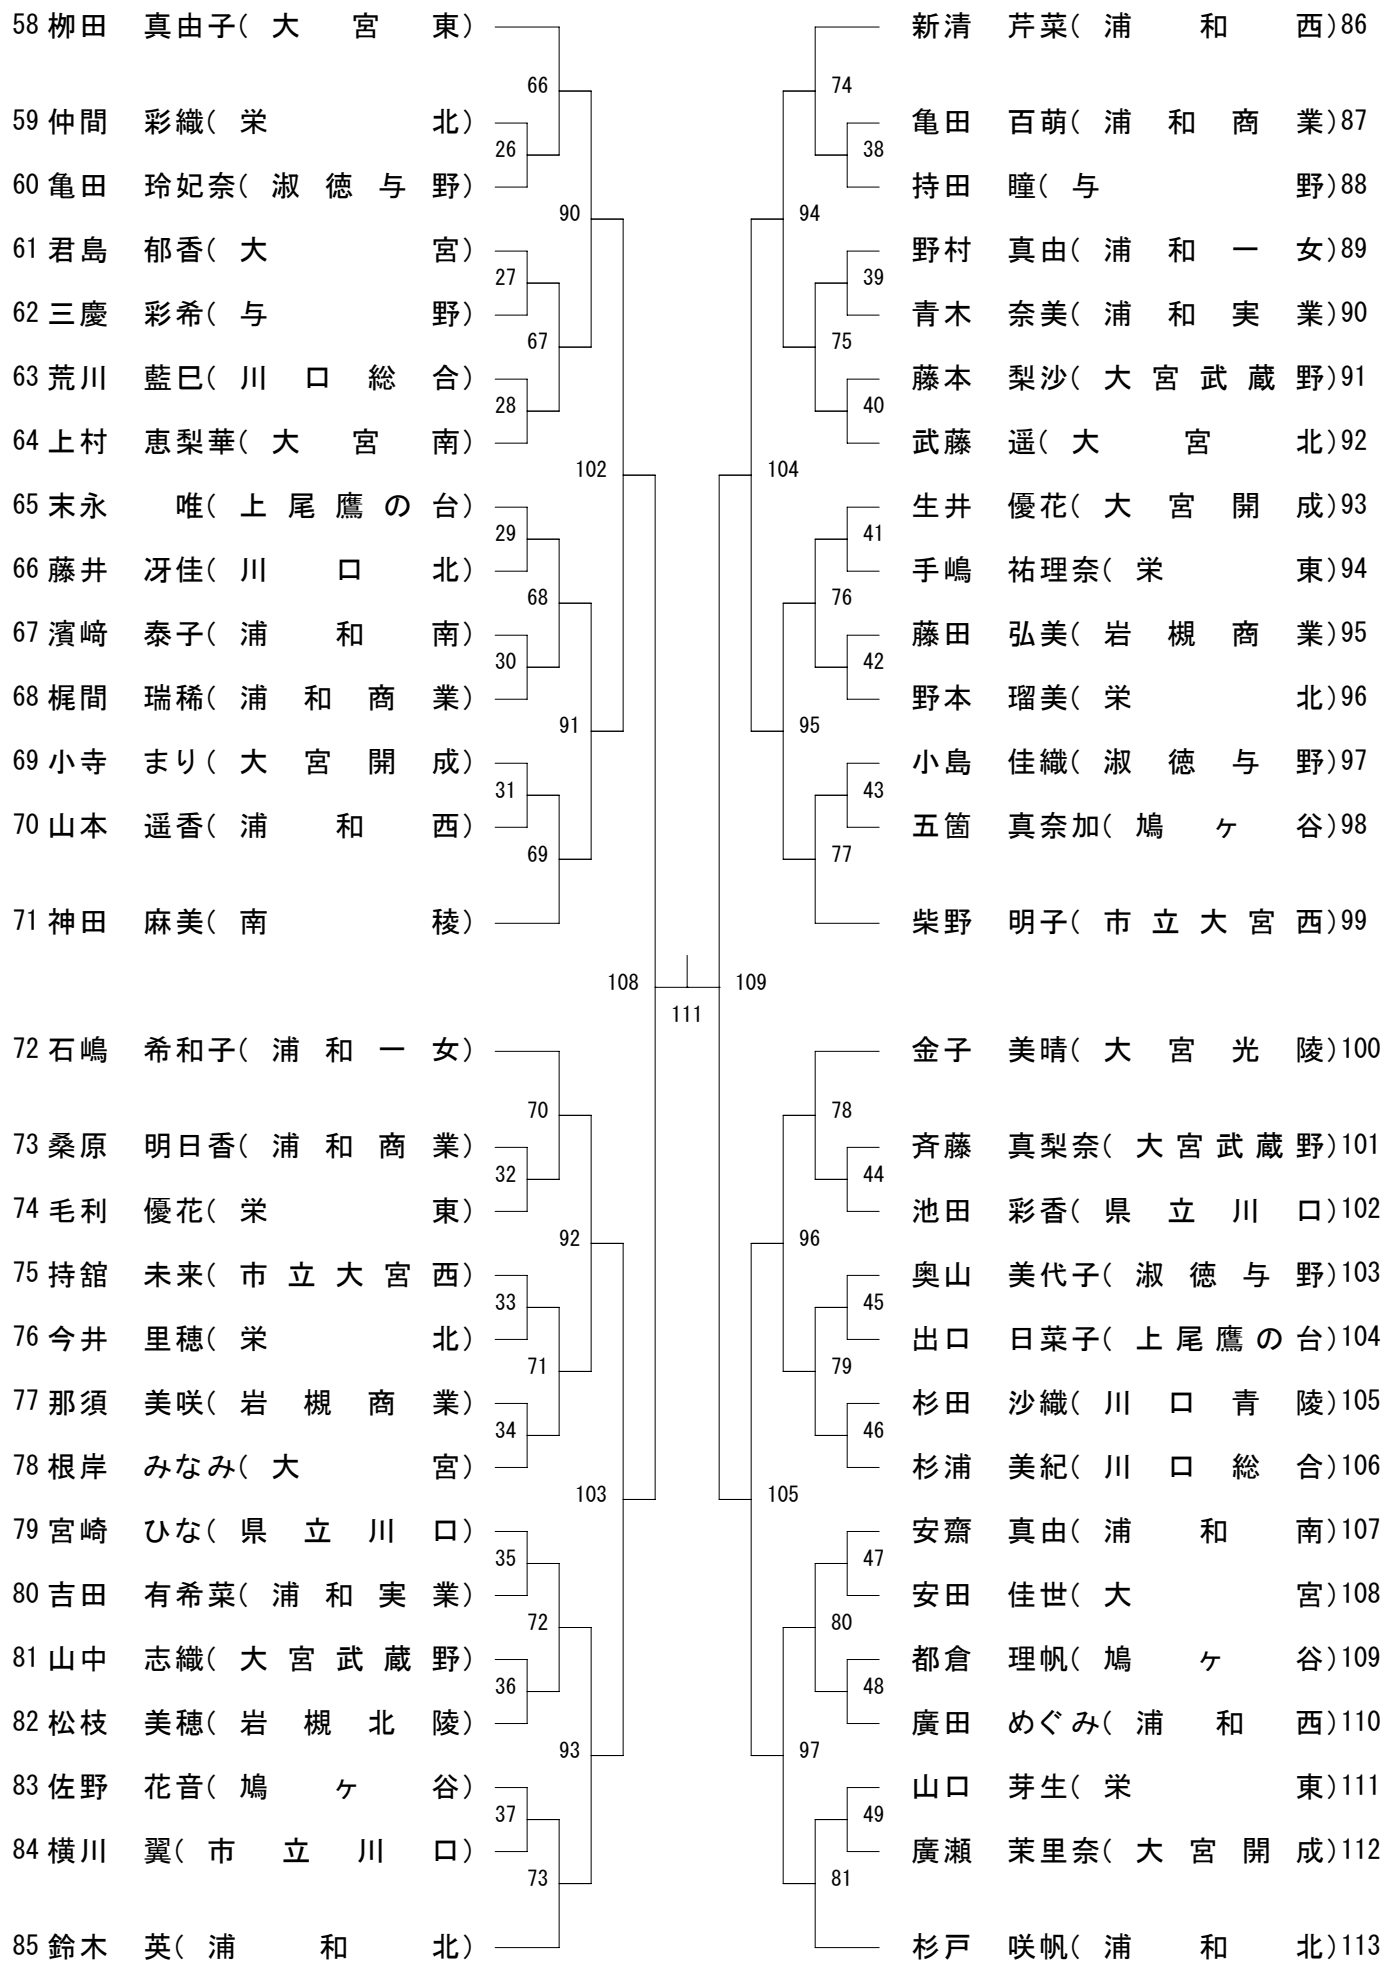 58 栁田 真由子(大宮東)
66
59 仲間 彩織(栄北)
26
60 亀田 玲妃奈(淑徳与野)
90
61 君島 郁香(大宮)
27
62 三慶 彩希(与野)
67
63 荒川 藍巳(川口総合)
28
64 上村 恵梨華(大宮南)
102
65 末永 唯(上尾鷹の台)
29
66 藤井 冴佳(川口北)
68
67 濱﨑 泰子(浦和南)
30
68 梶間 瑞稀(浦和商業)
91
69 小寺 まり(大宮開成)
31
70 山本 遥香(浦和西)
69
71 神田 麻美(南稜)
108
72 石嶋 希和子(浦和一女)
70
73 桑原 明日香(浦和商業)
32
74 毛利 優花(栄東)
92
75 持舘 未来(市立大宮西)
33
76 今井 里穂(栄北)
71
77 那須 美咲(岩槻商業)
34
78 根岸 みなみ(大宮)
103
79 宮崎 ひな(県立川口)
35
80 吉田 有希菜(浦和実業)
72
81 山中 志織(大宮武蔵野)
36
82 松枝 美穂(岩槻北陵)
93
83 佐野 花音(鳩ヶ谷)
37
84 横川 翼(市立川口)
73
85 鈴木 英(浦和北)
111
新清 芹菜(浦和西)86
74
亀田 百萌(浦和商業)87
38
持田 瞳(与野)88
94
野村 真由(浦和一女)89
39
青木 奈美(浦和実業)90
75
藤本 梨沙(大宮武蔵野)91
40
武藤 遥(大宮北)92
104
生井 優花(大宮開成)93
41
手嶋 祐理奈(栄東)94
76
藤田 弘美(岩槻商業)95
42
野本 瑠美(栄北)96
95
小島 佳織(淑徳与野)97
43
五箇 真奈加(鳩ヶ谷)98
77
柴野 明子(市立大宮西)99
109
金子 美晴(大宮光陵)100
78
斉藤 真梨奈(大宮武蔵野)101
44
池田 彩香(県立川口)102
96
奥山 美代子(淑徳与野)103
45
出口 日菜子(上尾鷹の台)104
79
杉田 沙織(川口青陵)105
46
杉浦 美紀(川口総合)106
105
安齋 真由(浦和南)107
47
安田 佳世(大宮)108
80
都倉 理帆(鳩ヶ谷)109
48
廣田 めぐみ(浦和西)110
97
山口 芽生(栄東)111
49
廣瀬 茉里奈(大宮開成)112
81
杉戸 咲帆(浦和北)113